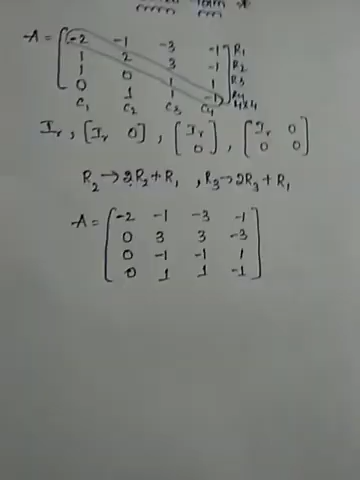 A = [ -2 -1 -3 -1 ] R₁
1 2 3 -1 R₂
1 0 1 1 R₃
0 1 1 -1 R₄ 4x4
C₁ C₂ C₃ C₄
Iᵣ , [Iᵣ 0] , [Iᵣ 0] , [Iᵣ 0 0 0]
R₂ → 2R₂ + R₁ , R₃ → 2R₃ + R₁
A = [ -2 -1 -3 -1
0 3 3 -3
0 -1 -1 1
0 1 1 -1 ]